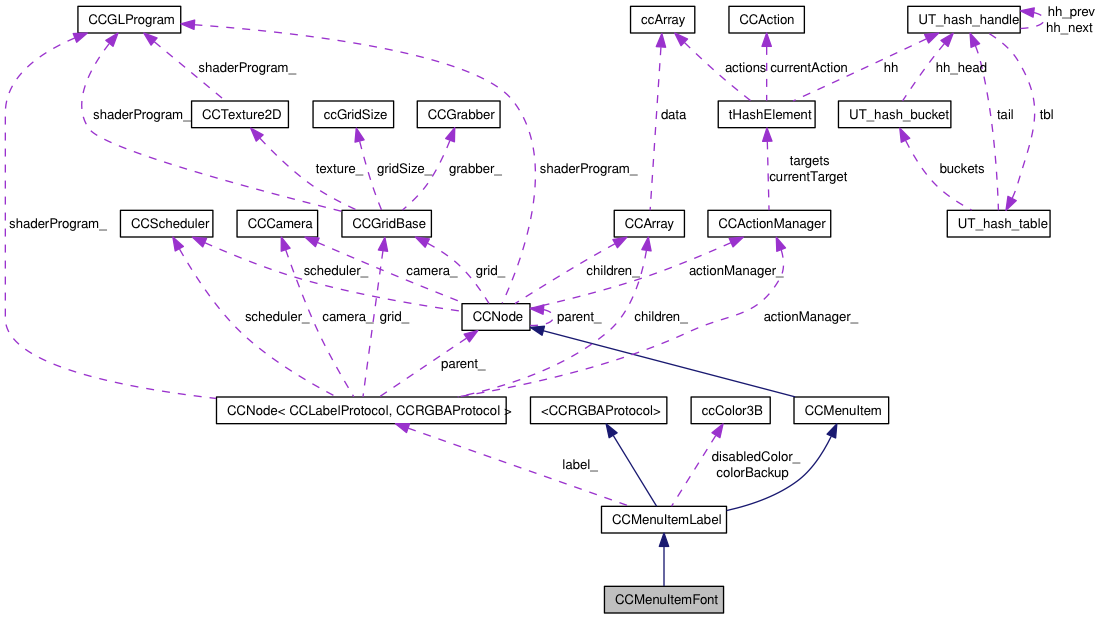 CCGLProgram
ccArray
CCAction
UT_hash_handle
hh_prev
hh_next
shaderProgram_
actions
currentAction
hh
hh_head
CCTexture2D
ccGridSize
CCGrabber
tHashElement
UT_hash_bucket
shaderProgram_
data
tail
tbl
texture_
gridSize_
grabber_
shaderProgram_
targets
currentTarget
buckets
shaderProgram_
CCScheduler
CCCamera
CCGridBase
CCArray
CCActionManager
UT_hash_table
scheduler_
camera_
grid_
children_
actionManager_
scheduler_
camera_
grid_
CCNode
parent_
children_
actionManager_
parent_
CCNode< CCLabelProtocol, CCRGBAProtocol >
<CCRGBAProtocol>
ccColor3B
CCMenuItem
label_
disabledColor_
colorBackup
CCMenuItemLabel
CCMenuItemFont